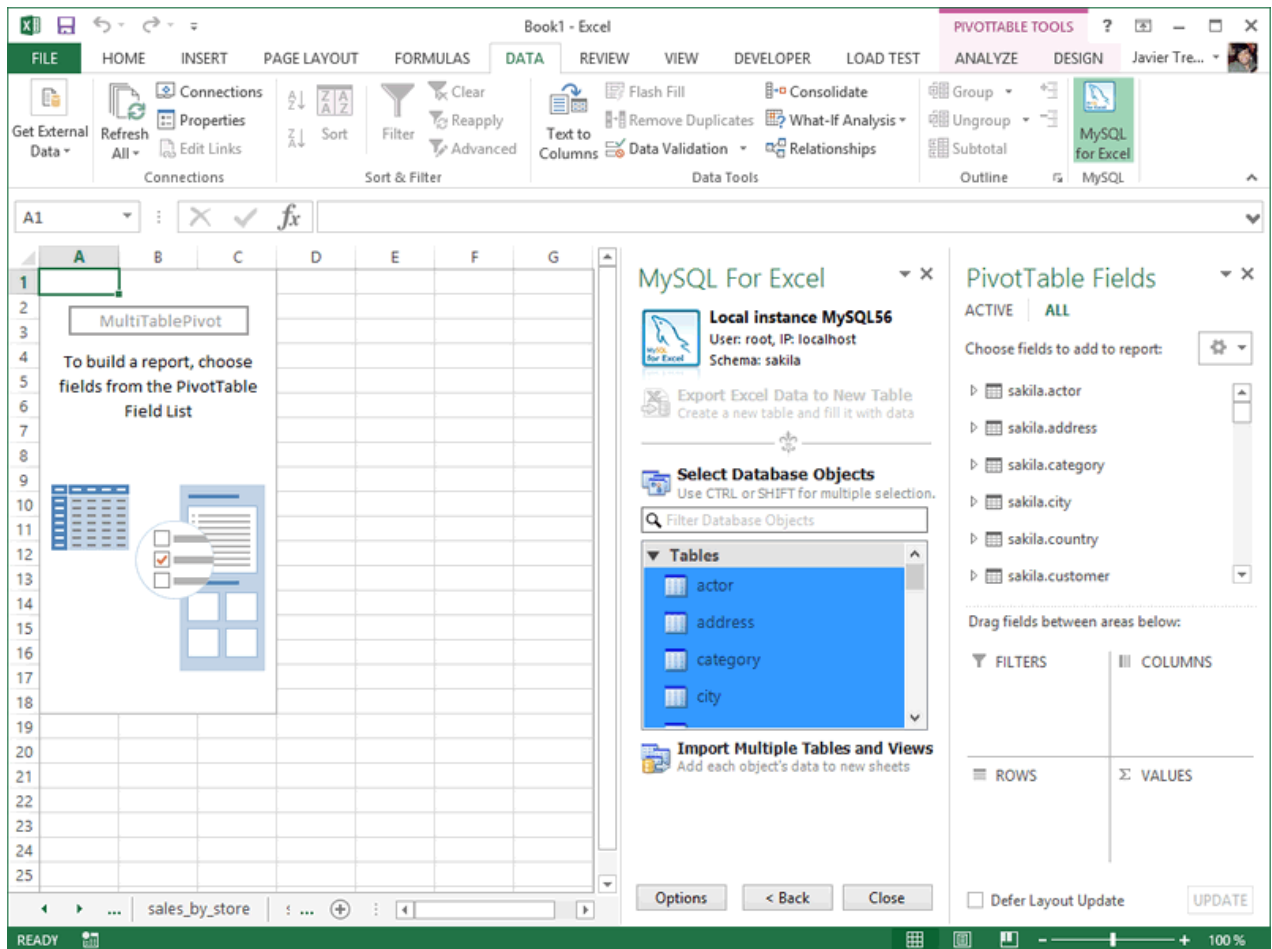 Book1 - Excel
PIVOTTABLE TOOLS
?
FILE HOME INSERT PAGE LAYOUT FORMULAS DATA REVIEW VIEW DEVELOPER LOAD TEST ANALYZE DESIGN Javier Tre...
Get External Data
Refresh All
Connections
Properties
Edit Links
Connections
Sort
Filter
Clear
Reapply
Advanced
Sort & Filter
Text to Columns
Flash Fill
Remove Duplicates
Data Validation
Consolidate
What-If Analysis
Relationships
Data Tools
Group
Ungroup
Subtotal
Outline
MySQL for Excel
MySQL
A1
fx
A B C D E F G
1
2
3
4
5
6
7
8
9
10
11
12
13
14
15
16
17
18
19
20
21
22
23
24
25
MultiTablePivot
To build a report, choose
fields from the PivotTable
Field List
MySQL For Excel
Local instance MySQL56
User: root, IP: localhost
Schema: sakila
Export Excel Data to New Table
Create a new table and fill it with data
Select Database Objects
Use CTRL or SHIFT for multiple selection.
Filter Database Objects
Tables
actor
address
category
city
Import Multiple Tables and Views
Add each object's data to new sheets
Options
< Back
Close
PivotTable Fields
ACTIVE ALL
Choose fields to add to report:
sakila.actor
sakila.address
sakila.category
sakila.city
sakila.country
sakila.customer
Drag fields between areas below:
FILTERS
COLUMNS
ROWS
Σ VALUES
Defer Layout Update
UPDATE
... sales_by_store ...
READY
100 %